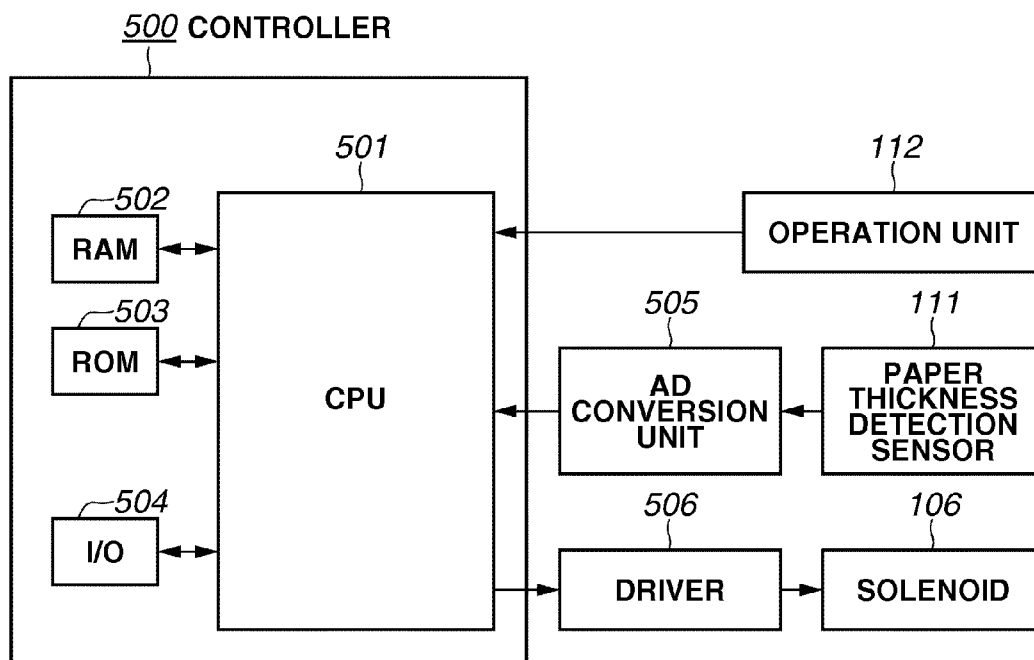 500 CONTROLLER
501
112
502
RAM
OPERATION UNIT
503
ROM
505
111
CPU
AD
CONVERSION
UNIT
PAPER
THICKNESS
DETECTION
SENSOR
504
I/O
506
106
DRIVER
SOLENOID